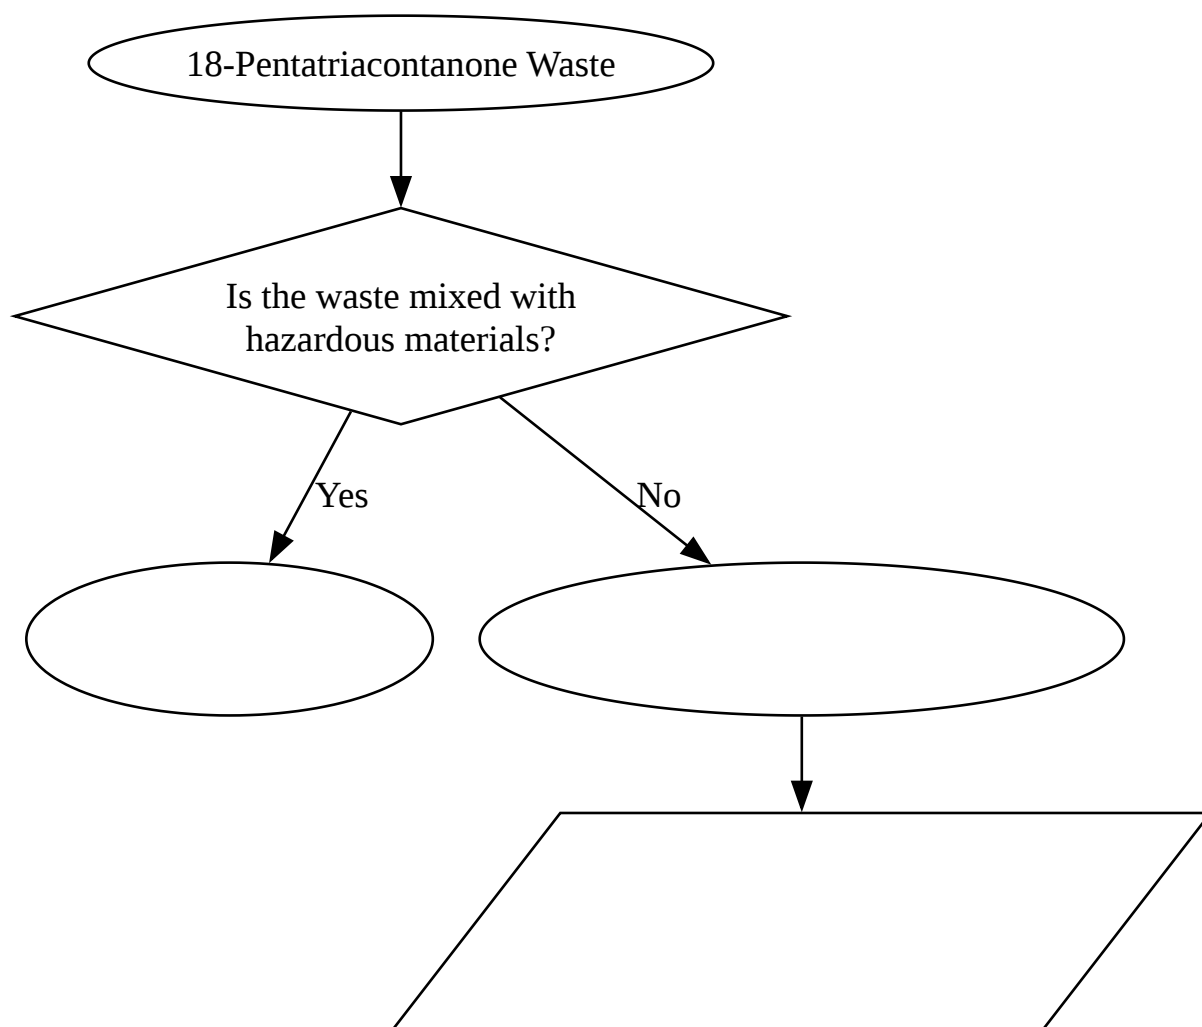 18-Pentatriacontanone Waste
Is the waste mixed with
hazardous materials?
Yes
No